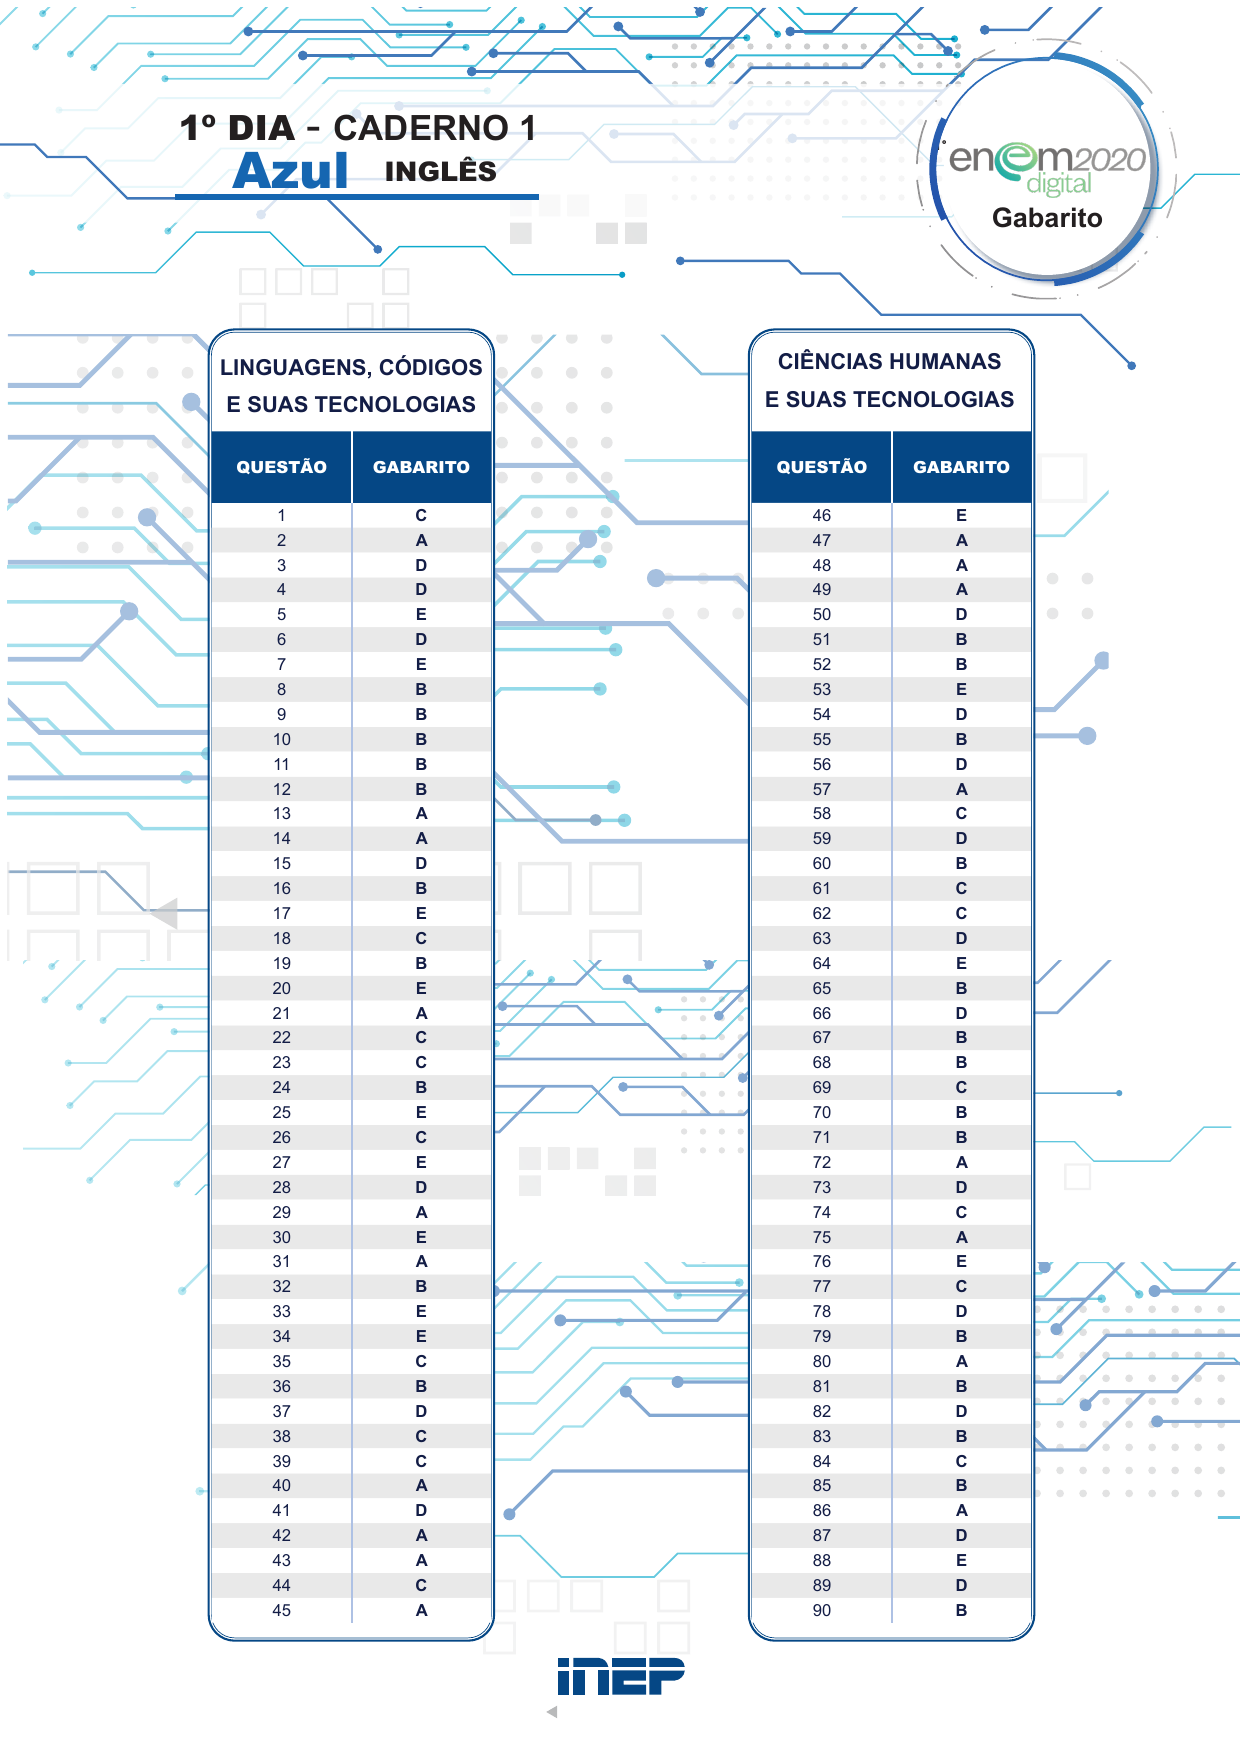 1º DIA - CADERNO 1
Azul INGLÊS
enem2020
digital
Gabarito
LINGUAGENS, CÓDIGOS
E SUAS TECNOLOGIAS
QUESTÃO GABARITO
1 C
2 A
3 D
4 D
5 E
6 D
7 E
8 B
9 B
10 B
11 B
12 B
13 A
14 A
15 D
16 B
17 E
18 C
19 B
20 E
21 A
22 C
23 C
24 B
25 E
26 C
27 E
28 D
29 A
30 E
31 A
32 B
33 E
34 E
35 C
36 B
37 D
38 C
39 C
40 A
41 D
42 A
43 A
44 C
45 A
CIÊNCIAS HUMANAS
E SUAS TECNOLOGIAS
QUESTÃO GABARITO
46 E
47 A
48 A
49 A
50 D
51 B
52 B
53 E
54 D
55 B
56 D
57 A
58 C
59 D
60 B
61 C
62 C
63 D
64 E
65 B
66 D
67 B
68 B
69 C
70 B
71 B
72 A
73 D
74 C
75 A
76 E
77 C
78 D
79 B
80 A
81 B
82 D
83 B
84 C
85 B
86 A
87 D
88 E
89 D
90 B
INEP